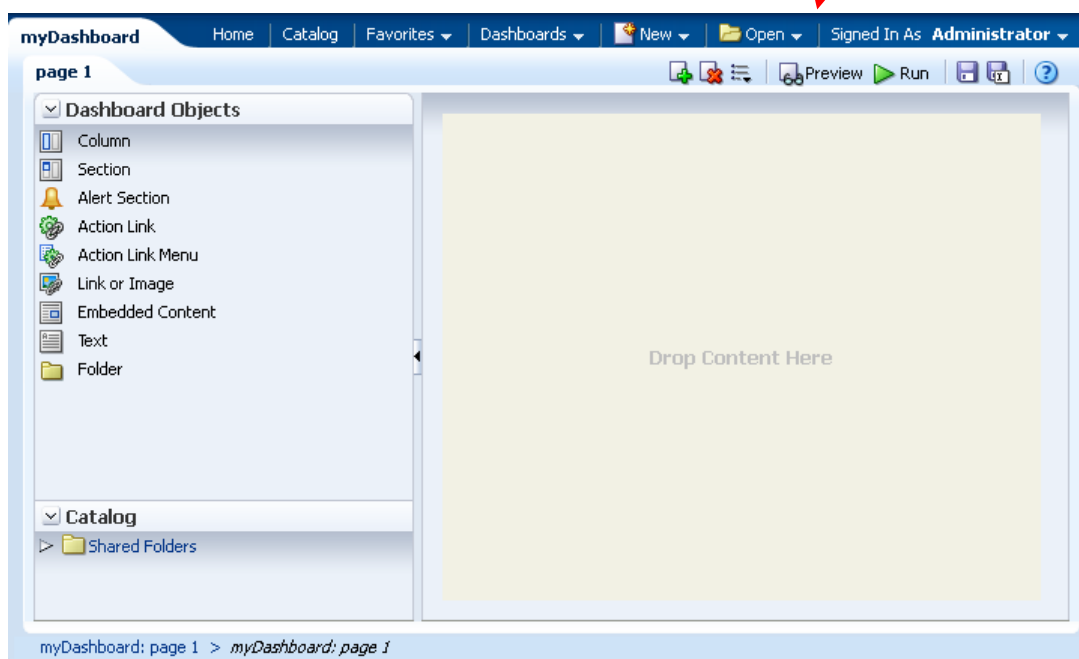 myDashboard Home Catalog Favorites Dashboards New Open Signed In As Administrator
page 1 Preview Run
Dashboard Objects
Column
Section
Alert Section
Action Link
Action Link Menu
Link or Image
Embedded Content
Text
Folder
Drop Content Here
Catalog
Shared Folders
myDashboard: page 1 > myDashboard: page 1